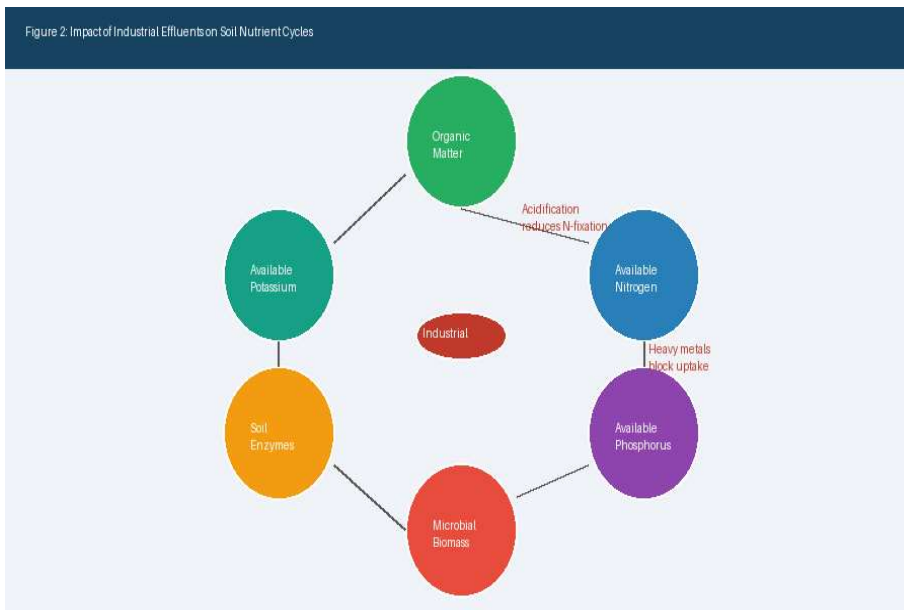 Figure 2: Impact of Industrial Effluents on Soil Nutrient Cycles
Organic
Matter
Acidification
reduces N-fixation
Available
Potassium
Available
Nitrogen
Industrial
Heavy metals
block uptake
Soil
Enzymes
Available
Phosphorus
Microbial
Biomass